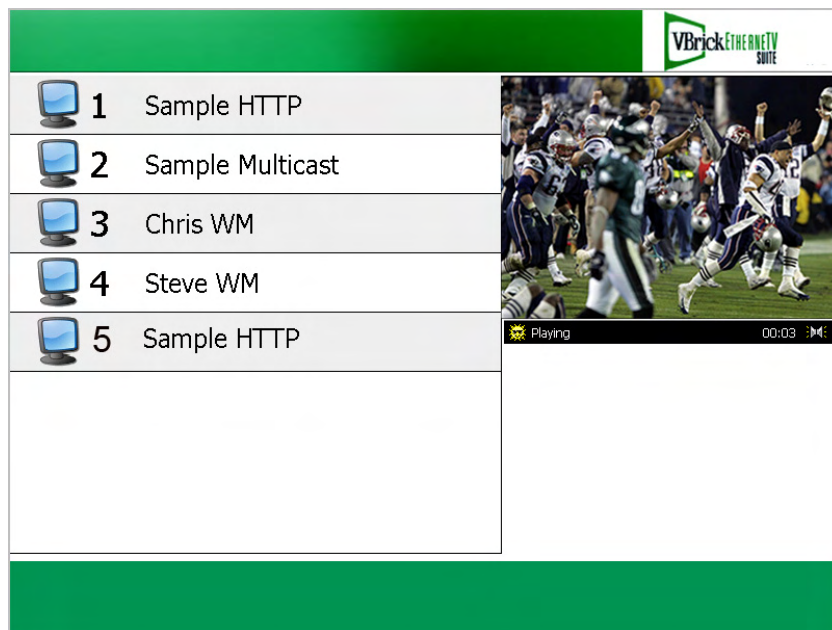 VBrick ETHERNETV
SUITE
1 Sample HTTP
2 Sample Multicast
3 Chris WM
4 Steve WM
5 Sample HTTP
Playing 00:03